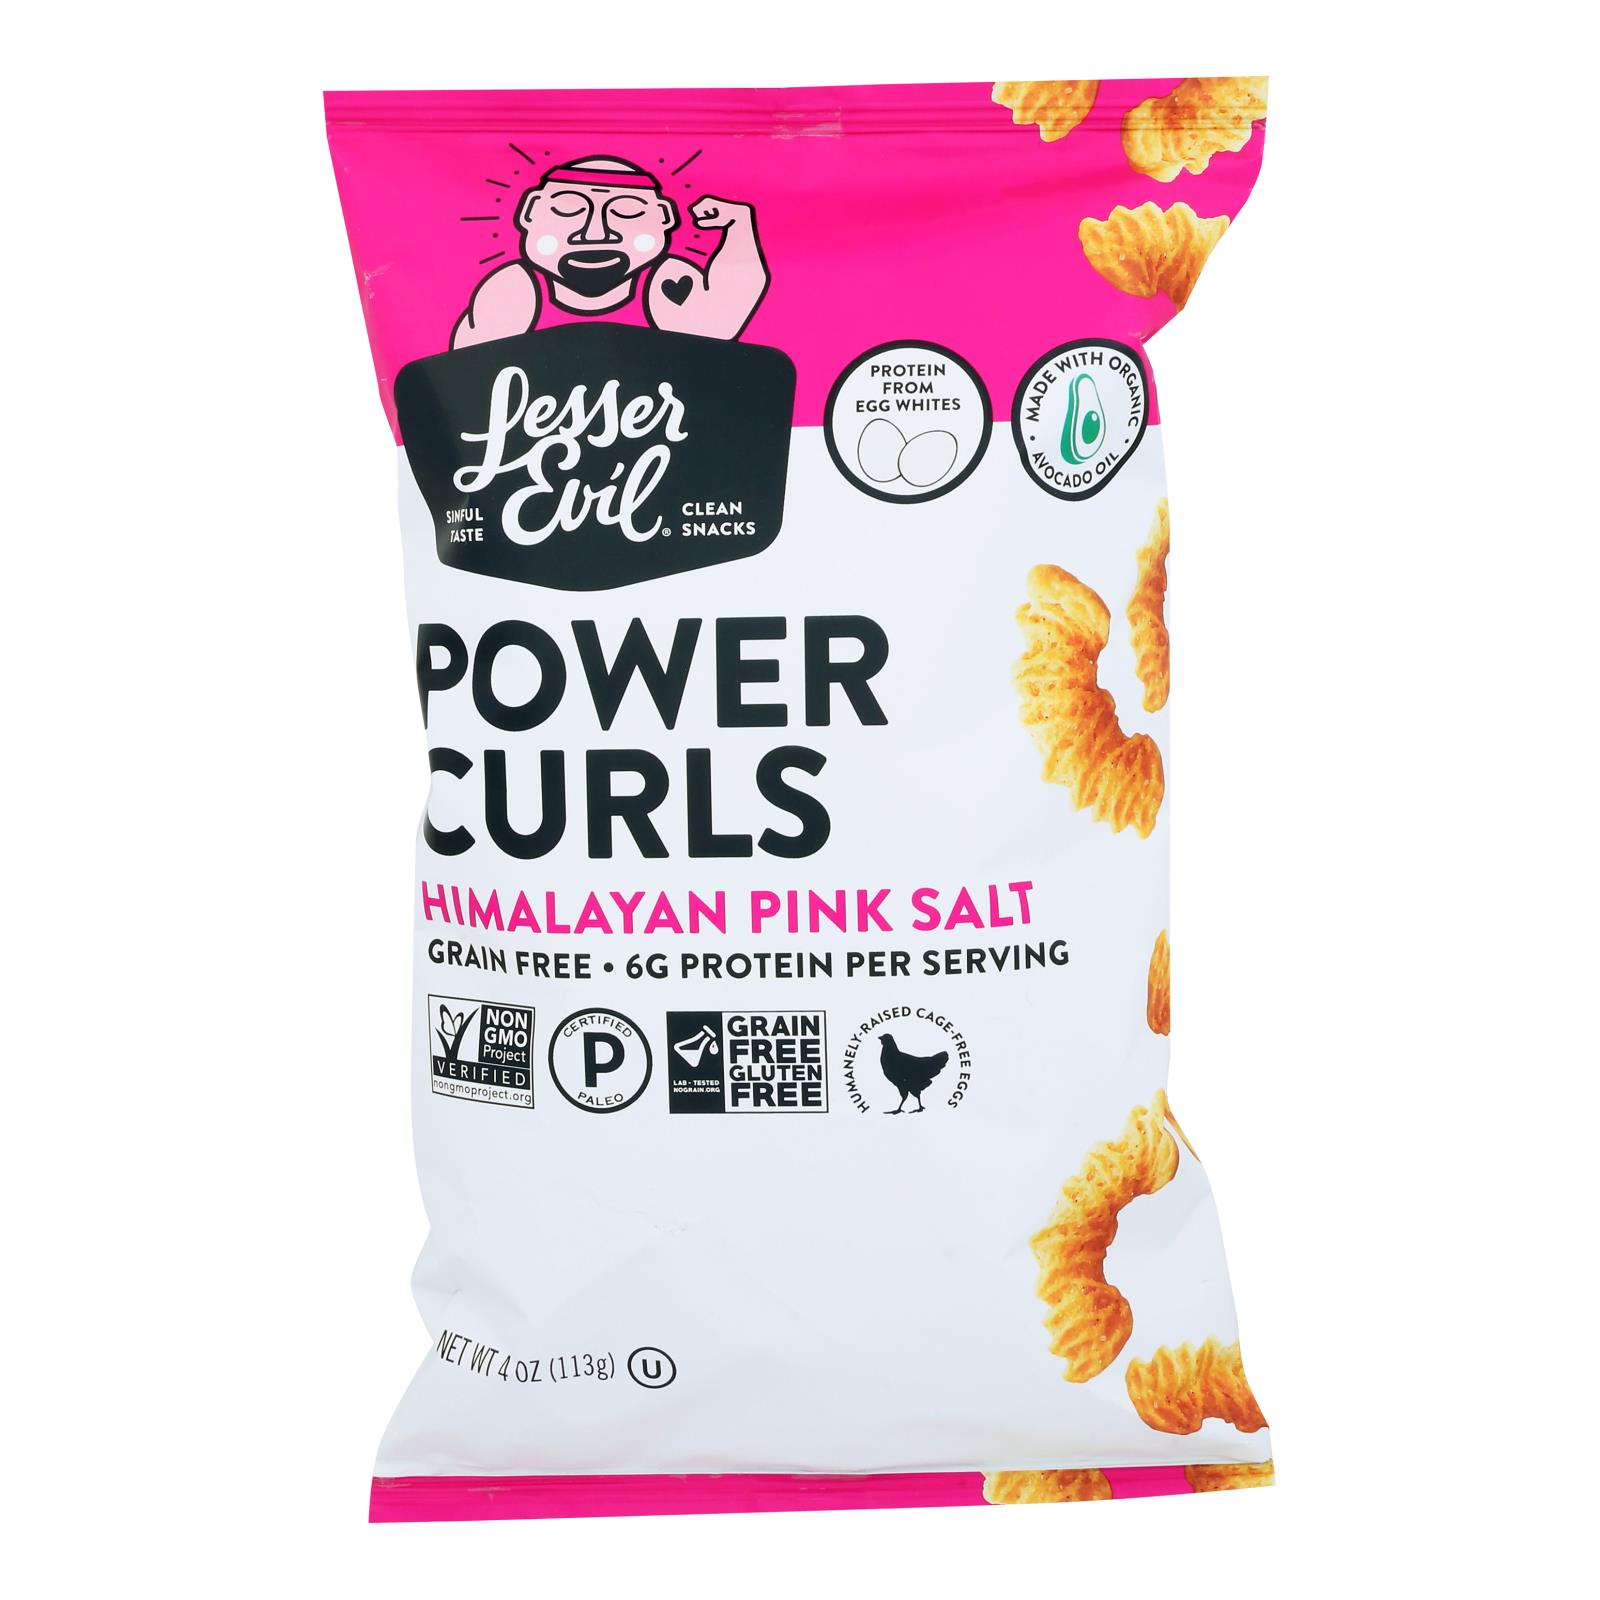 PROTEIN
FROM
EGG WHITES
MADE WITH ORGANIC
AVOCADO OIL
Lesser
Evil®
SINFUL
TASTE
CLEAN
SNACKS
POWER
CURLS
HIMALAYAN PINK SALT
GRAIN FREE • 6G PROTEIN PER SERVING
NON
GMO
Project
VERIFIED
nongmoproject.org
CERTIFIED
P
PALEO
LAB - TESTED
NOGRAIN.ORG
GRAIN
FREE
GLUTEN
FREE
HUMANELY-RAISED CAGE-FREE EGGS
NET WT 4 OZ (113g)
U